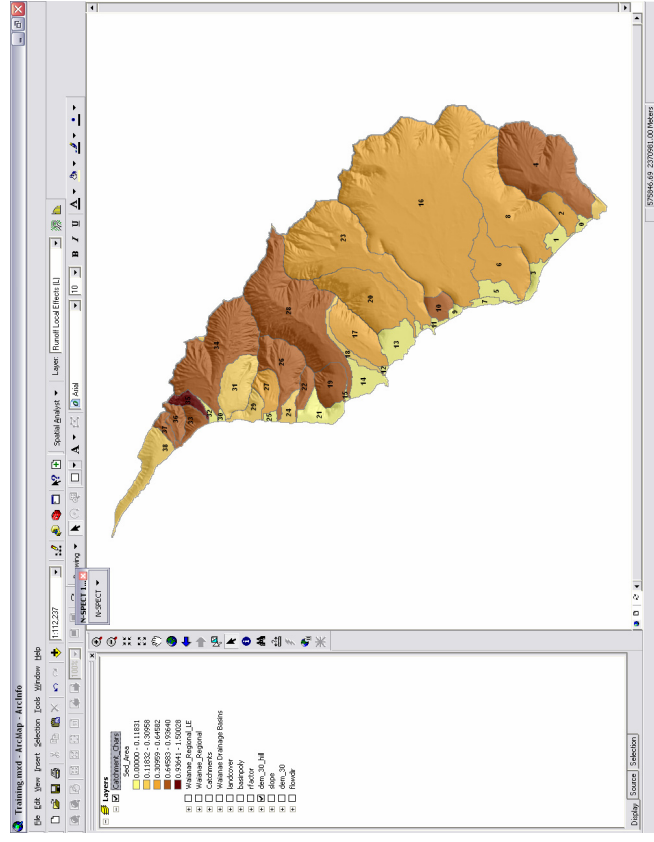 Training.mxd - ArcMap - ArcInfo
File Edit View Insert Selection Tools Window Help
1:112,237
Spatial Analyst Layer: Runoff Local Effects (L)
100%
Drawing
A
Arial
10
B I U A
N-SPECT T...
N-SPECT
Layers
Catchment_Chars
Sed_Area
0.00000 - 0.11831
0.11832 - 0.30958
0.30959 - 0.64582
0.64583 - 0.93640
0.93641 - 1.50028
Waianae_Regional_LE
Waianae_Regional
Catchments
Waianae Drainage Basins
landcover
basinpoly
rfactor
dem_30_hill
slope
dem_30
flowdir
Display Source Selection
38
37
36
33
34
32
30
31
29
27
26
25
24
22
21
28
19
15
14
18
17
12
13
20
23
16
11
10
9
7
5
6
3
8
4
2
1
0
575846.69 2370981.00 Meters